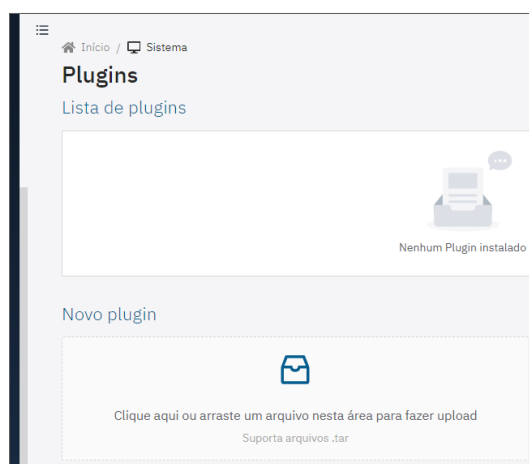 Início / Sistema
Plugins
Lista de plugins
Nenhum Plugin instalado
Novo plugin
Clique aqui ou arraste um arquivo nesta área para fazer upload
Suporta arquivos .tar